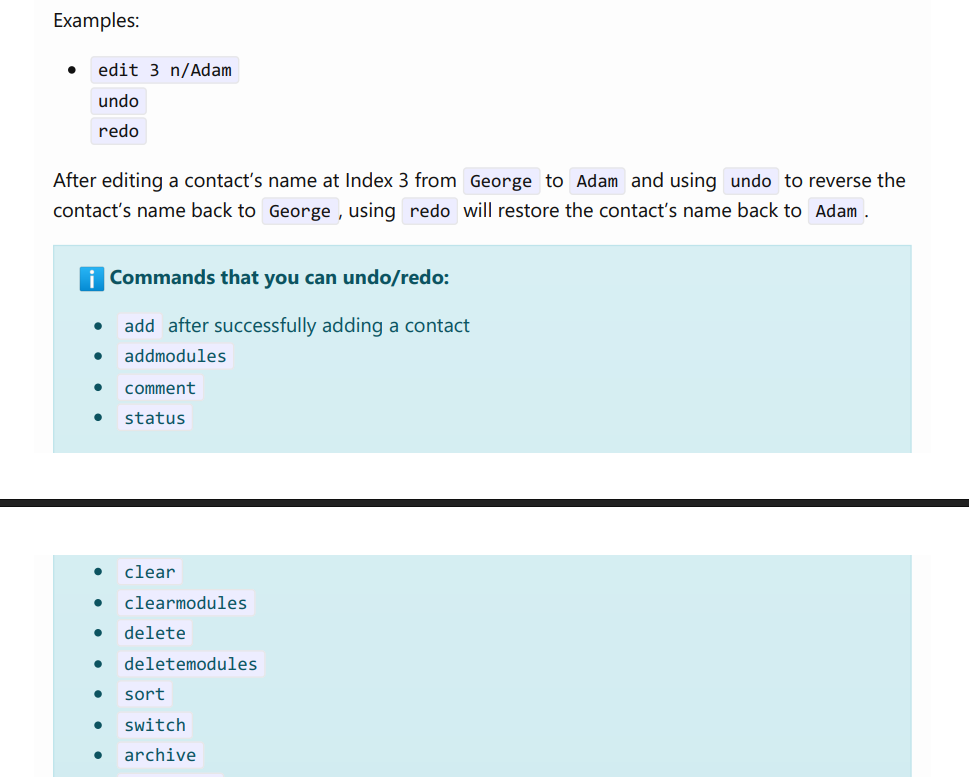 Examples:
edit 3 n/Adam
undo
redo
After editing a contact’s name at Index 3 from George to Adam and using undo to reverse the
contact’s name back to George , using redo will restore the contact’s name back to Adam .
Commands that you can undo/redo:
add after successfully adding a contact
addmodules
comment
status
clear
clearmodules
delete
deletemodules
sort
switch
archive